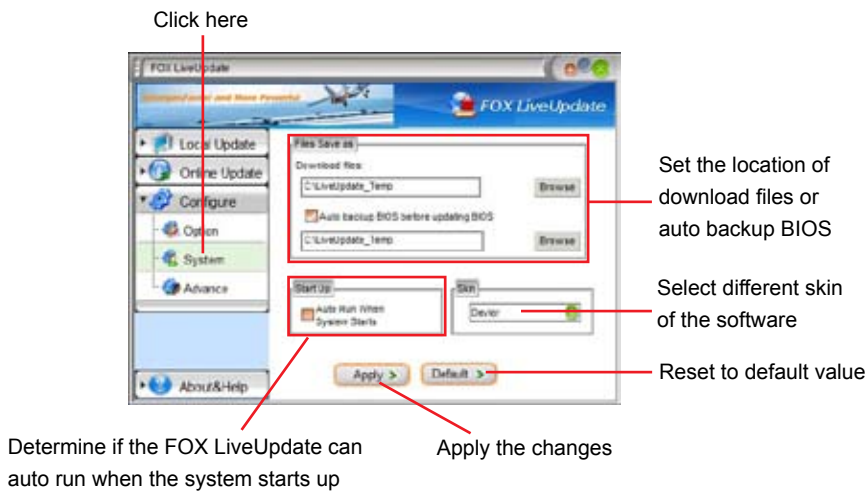 Click here
FOX LiveUpdate
and More Powerful
FOX LiveUpdate
Local Update
Online Update
Configure
Option
System
Advance
About&Help
Files Save as
Download files:
C:\LiveUpdate_Temp
Browse
Auto backup BIOS before updating BIOS
C:\LiveUpdate_Temp
Browse
Start Up
Auto Run When
System Starts
Skin
Apply
Default
Set the location of
download files or
auto backup BIOS
Select different skin
of the software
Reset to default value
Determine if the FOX LiveUpdate can
auto run when the system starts up
Apply the changes